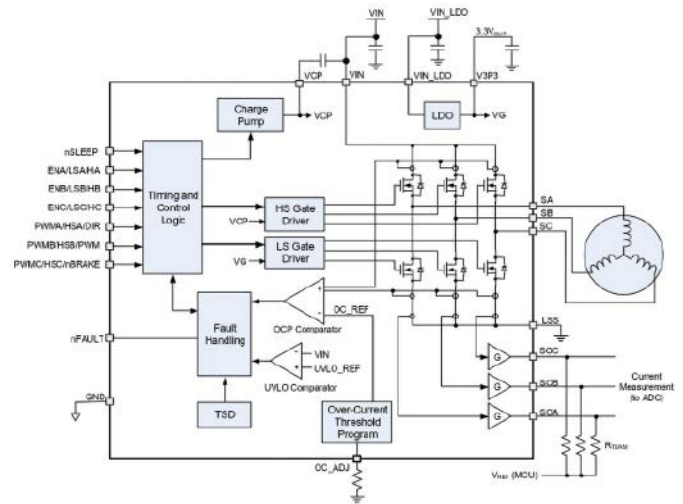 VIN
VIN_LDO
3.3V
VCP
VIN
VIN_LDO
V3P3
Charge
Pump
VCP
LDO
VG
nSLEEP
ENA/LSA/HA
ENB/LSB/HB
ENC/LSC/HC
PWMA/HSA/DIR
PWMB/HSB/PWM
PWMC/HSC/nBRAKE
Timing and
Control
Logic
HS Gate
Driver
VCP
LS Gate
Driver
VG
SA
SB
SC
OC_REF
OCP Comparator
LSS
nFAULT
Fault
Handling
VIN
UVLO_REF
UVLO Comparator
G
SOC
G
SOB
G
SOA
Current
Measurement
(to ADC)
GND
TSD
Over-Current
Threshold
Program
RTERM
OC_ADJ
VREF (MCU)